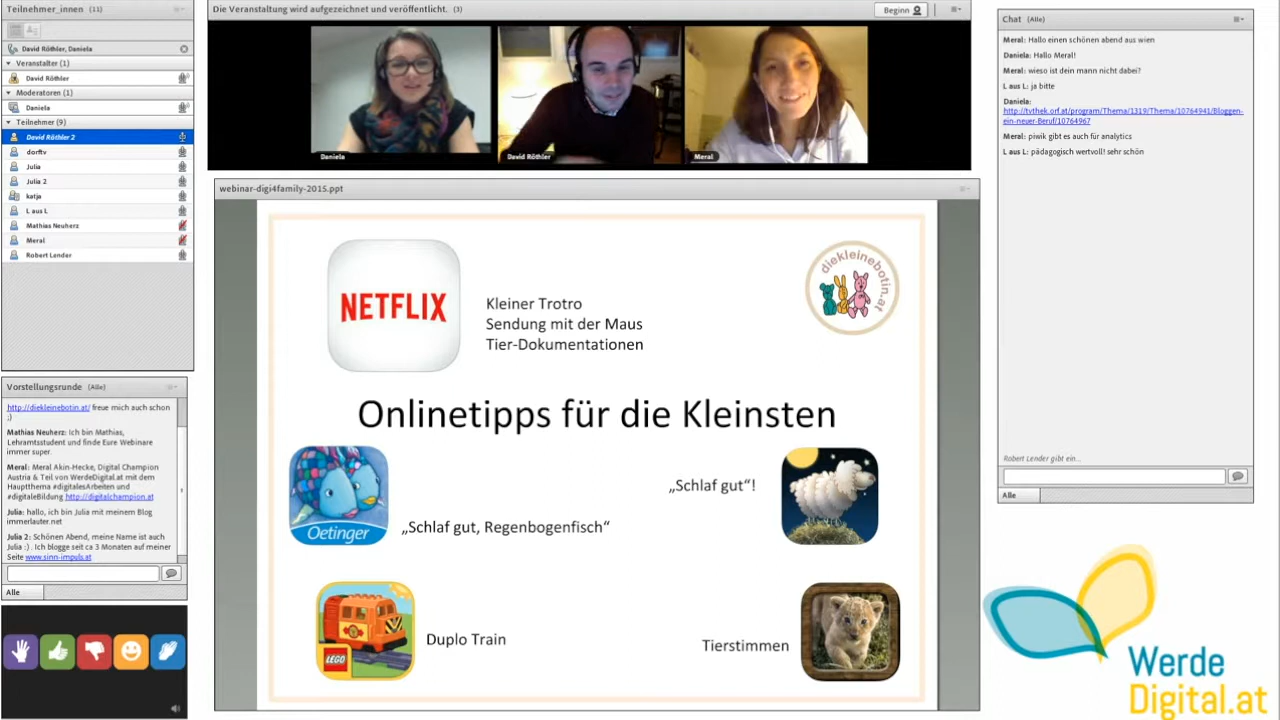 Teilnehmer_innen (11)
David Röthler, Daniela
Veranstalter (1)
David Röthler
Moderatoren (1)
Daniela
Teilnehmer (9)
David Röthler 2
dorftv
Julia
Julia 2
katja
L aus L
Mathias Neuherz
Meral
Robert Lender
Vorstellungsrunde (Alle)
http://diekleinebotin.at/ freue mich auch schon
;)
Mathias Neuherz: Ich bin Mathias,
Lehramtsstudent und finde Eure Webinare
immer super.
Meral: Meral Akin-Hecke, Digital Champion
Austria & Teil von WerdeDigital.at mit dem
Hauptthema #digitalesArbeiten und
#digitaleBildung http://digitalchampion.at
Julia: hallo, ich bin Julia mit meinem Blog
immerlauter.net
Julia 2: Schönen Abend, meine Name ist auch
Julia :) . Ich blogge seit ca 3 Monaten auf meiner
Seite www.sinn-impuls.at
Alle
Die Veranstaltung wird aufgezeichnet und veröffentlicht. (3)
Beginn
Daniela
David Röthler
Meral
webinar-digi4family-2015.ppt
NETFLIX
Kleiner Trotro
Sendung mit der Maus
Tier-Dokumentationen
diekleinebotin.at
Onlinetipps für die Kleinsten
Oetinger
„Schlaf gut, Regenbogenfisch“
„Schlaf gut“!
LEGO
Duplo Train
Tierstimmen
Chat (Alle)
Meral: Hallo einen schönen abend aus wien
Daniela: Hallo Meral!
Meral: wieso ist dein mann nicht dabei?
L aus L: ja bitte
Daniela:
http://tvthek.orf.at/program/Thema/1319/Thema/10764941/Bloggen-
ein-neuer-Beruf/10764967
Meral: piwik gibt es auch für analytics
L aus L: pädagogisch wertvoll! sehr schön
Robert Lender gibt ein...
Alle
Werde
Digital.at